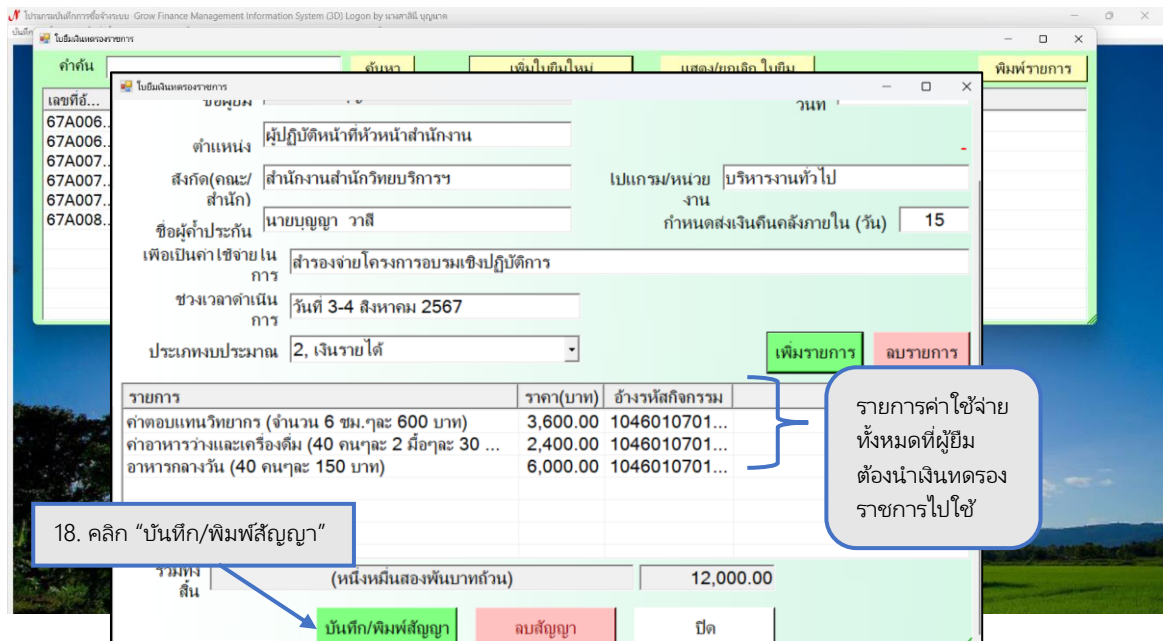 โปรแกรมบันทึกการซื้อจ้างระบบ Grow Finance Management Information System (3D) Logon by นางสาลินี บุญนาค
ใบยืมเงินทดรองราชการ
คำค้น ค้นหา เพิ่มใบยืมใหม่ แสดง/ยกเลิก ใบยืม พิมพ์รายการ
เลขที่อ้...
67A006..
67A006..
67A007..
67A007..
67A007..
67A008..
ใบยืมเงินทดรองราชการ
ชื่อผู้ยืม วันที่
ตำแหน่ง ผู้ปฏิบัติหน้าที่หัวหน้าสำนักงาน
-
สังกัด(คณะ/ สำนักงานสำนักวิทยบริการฯ โปแกรม/หน่วย บริหารงานทั่วไป
สำนัก) งาน
ชื่อผู้ค้ำประกัน นายบุญญา วาสี กำหนดส่งเงินคืนคลังภายใน (วัน) 15
เพื่อเป็นค่าใช้จ่ายใน สำรองจ่ายโครงการอบรมเชิงปฏิบัติการ
การ
ช่วงเวลาดำเนิน วันที่ 3-4 สิงหาคม 2567
การ
ประเภทงบประมาณ 2, เงินรายได้ เพิ่มรายการ ลบรายการ
รายการ ราคา(บาท) อ้างรหัสกิจกรรม
ค่าตอบแทนวิทยากร (จำนวน 6 ชม.ๆละ 600 บาท) 3,600.00 1046010701...
ค่าอาหารว่างและเครื่องดื่ม (40 คนๆละ 2 มื้อๆละ 30 ... 2,400.00 1046010701...
อาหารกลางวัน (40 คนๆละ 150 บาท) 6,000.00 1046010701...
รายการค่าใช้จ่าย
ทั้งหมดที่ผู้ยืม
ต้องนำเงินทดรอง
ราชการไปใช้
18. คลิก “บันทึก/พิมพ์สัญญา”
รวมทั้ง (หนึ่งหมื่นสองพันบาทถ้วน) 12,000.00
สิ้น
บันทึก/พิมพ์สัญญา ลบสัญญา ปิด